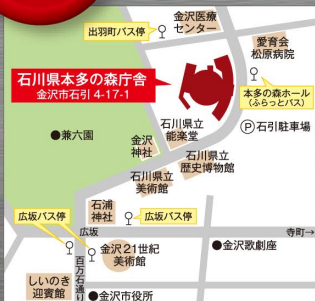 金沢医療
センター
出羽町バス停
愛育会
松原病院
石川県本多の森庁舎
金沢市石引 4-17-1
本多の森ホール
(ふらっとバス)
石川県立
能楽堂
Ⓟ石引駐車場
●兼六園
金沢
神社
石川県立
歴史博物館
石川県立
美術館
石浦
神社
広坂バス停
広坂バス停
広坂
寺町→
金沢21世紀
美術館
●金沢歌劇座
百万石通り
しいのき
迎賓館
●金沢市役所